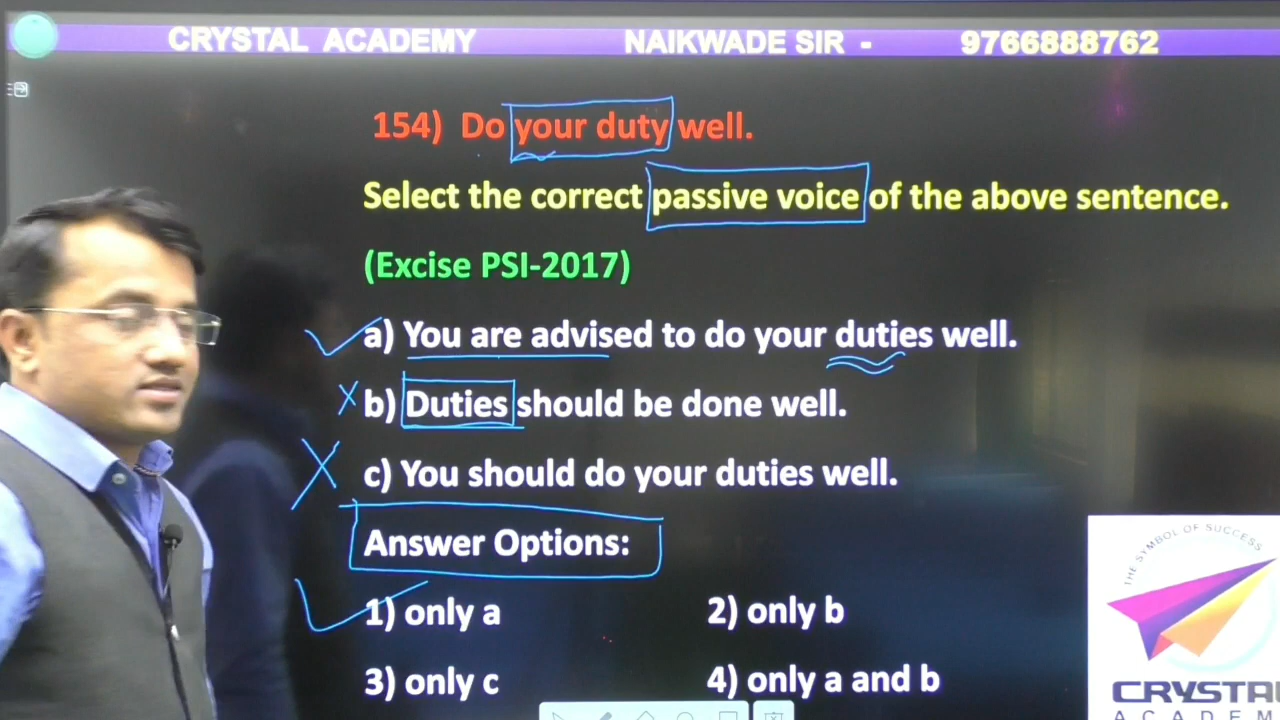 CRYSTAL ACADEMY NAIKWADE SIR - 9766888762
154) Do your duty well.
Select the correct passive voice of the above sentence.
(Excise PSI-2017)
a) You are advised to do your duties well.
b) Duties should be done well.
c) You should do your duties well.
Answer Options:
1) only a 2) only b
3) only c 4) only a and b
THE SYMBOL OF SUCCESS